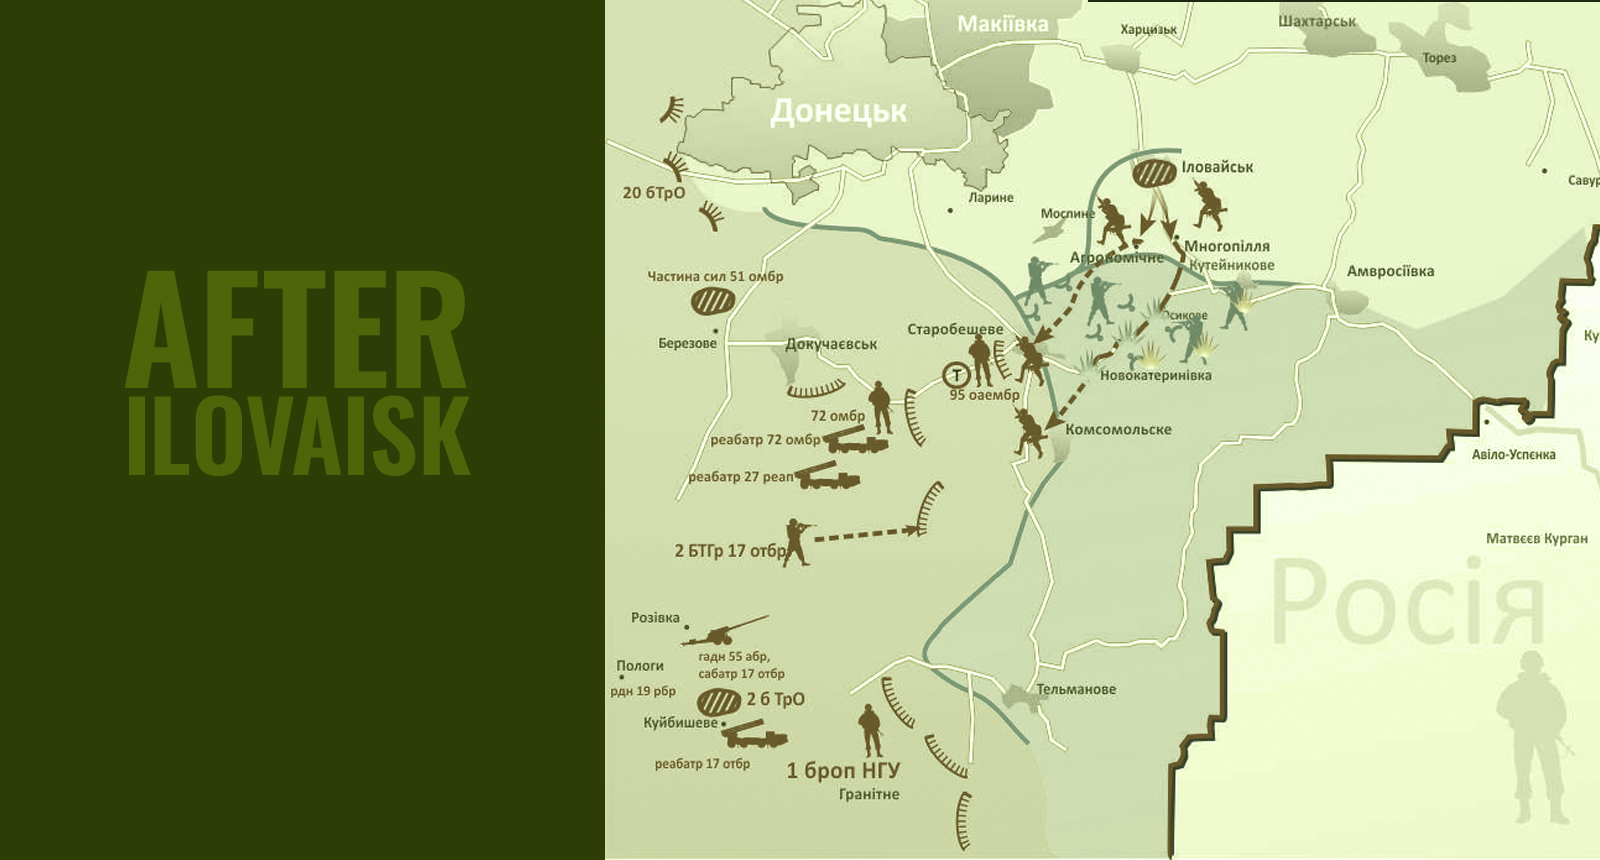 AFTER
ILOVAISK
Макіївка
Харцизьк
Шахтарськ
Торез
Донецьк
Іловайськ
Савур
20 бТрО
Ларине
Моспине
Многопілля
Агрономічне
Кутейникове
Амвросіївка
Частина сил 51 омбр
Осикове
Старобешеве
Ку
Березове
Докучаєвськ
Т
Новокатеринівка
95 оаембр
72 омбр
Комсомольське
реабатр 72 омбр
Авіло-Успєнка
реабатр 27 реап
Матвєєв Курган
2 БТГр 17 отбр
Росія
Розівка
гадн 55 абр,
сабатр 17 отбр
Пологи
рдн 19 рбр
Тельманове
2 б ТрО
Куйбишеве
реабатр 17 отбр
1 броп НГУ
Гранітне